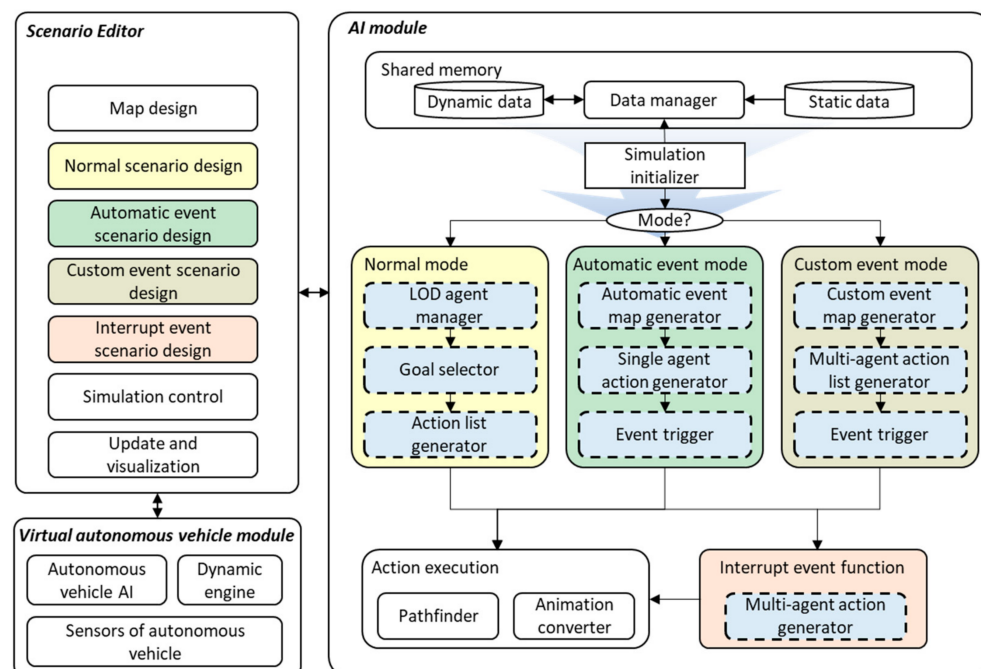 Scenario Editor
Map design
Normal scenario design
Automatic event
scenario design
Custom event scenario
design
Interrupt event
scenario design
Simulation control
Update and
visualization
Virtual autonomous vehicle module
Autonomous
vehicle AI
Dynamic
engine
Sensors of autonomous
vehicle
AI module
Shared memory
Dynamic data
Data manager
Static data
Simulation
initializer
Mode?
Normal mode
LOD agent
manager
Goal selector
Action list
generator
Automatic event mode
Automatic event
map generator
Single agent
action generator
Event trigger
Custom event mode
Custom event
map generator
Multi-agent action
list generator
Event trigger
Action execution
Pathfinder
Animation
converter
Interrupt event function
Multi-agent action
generator